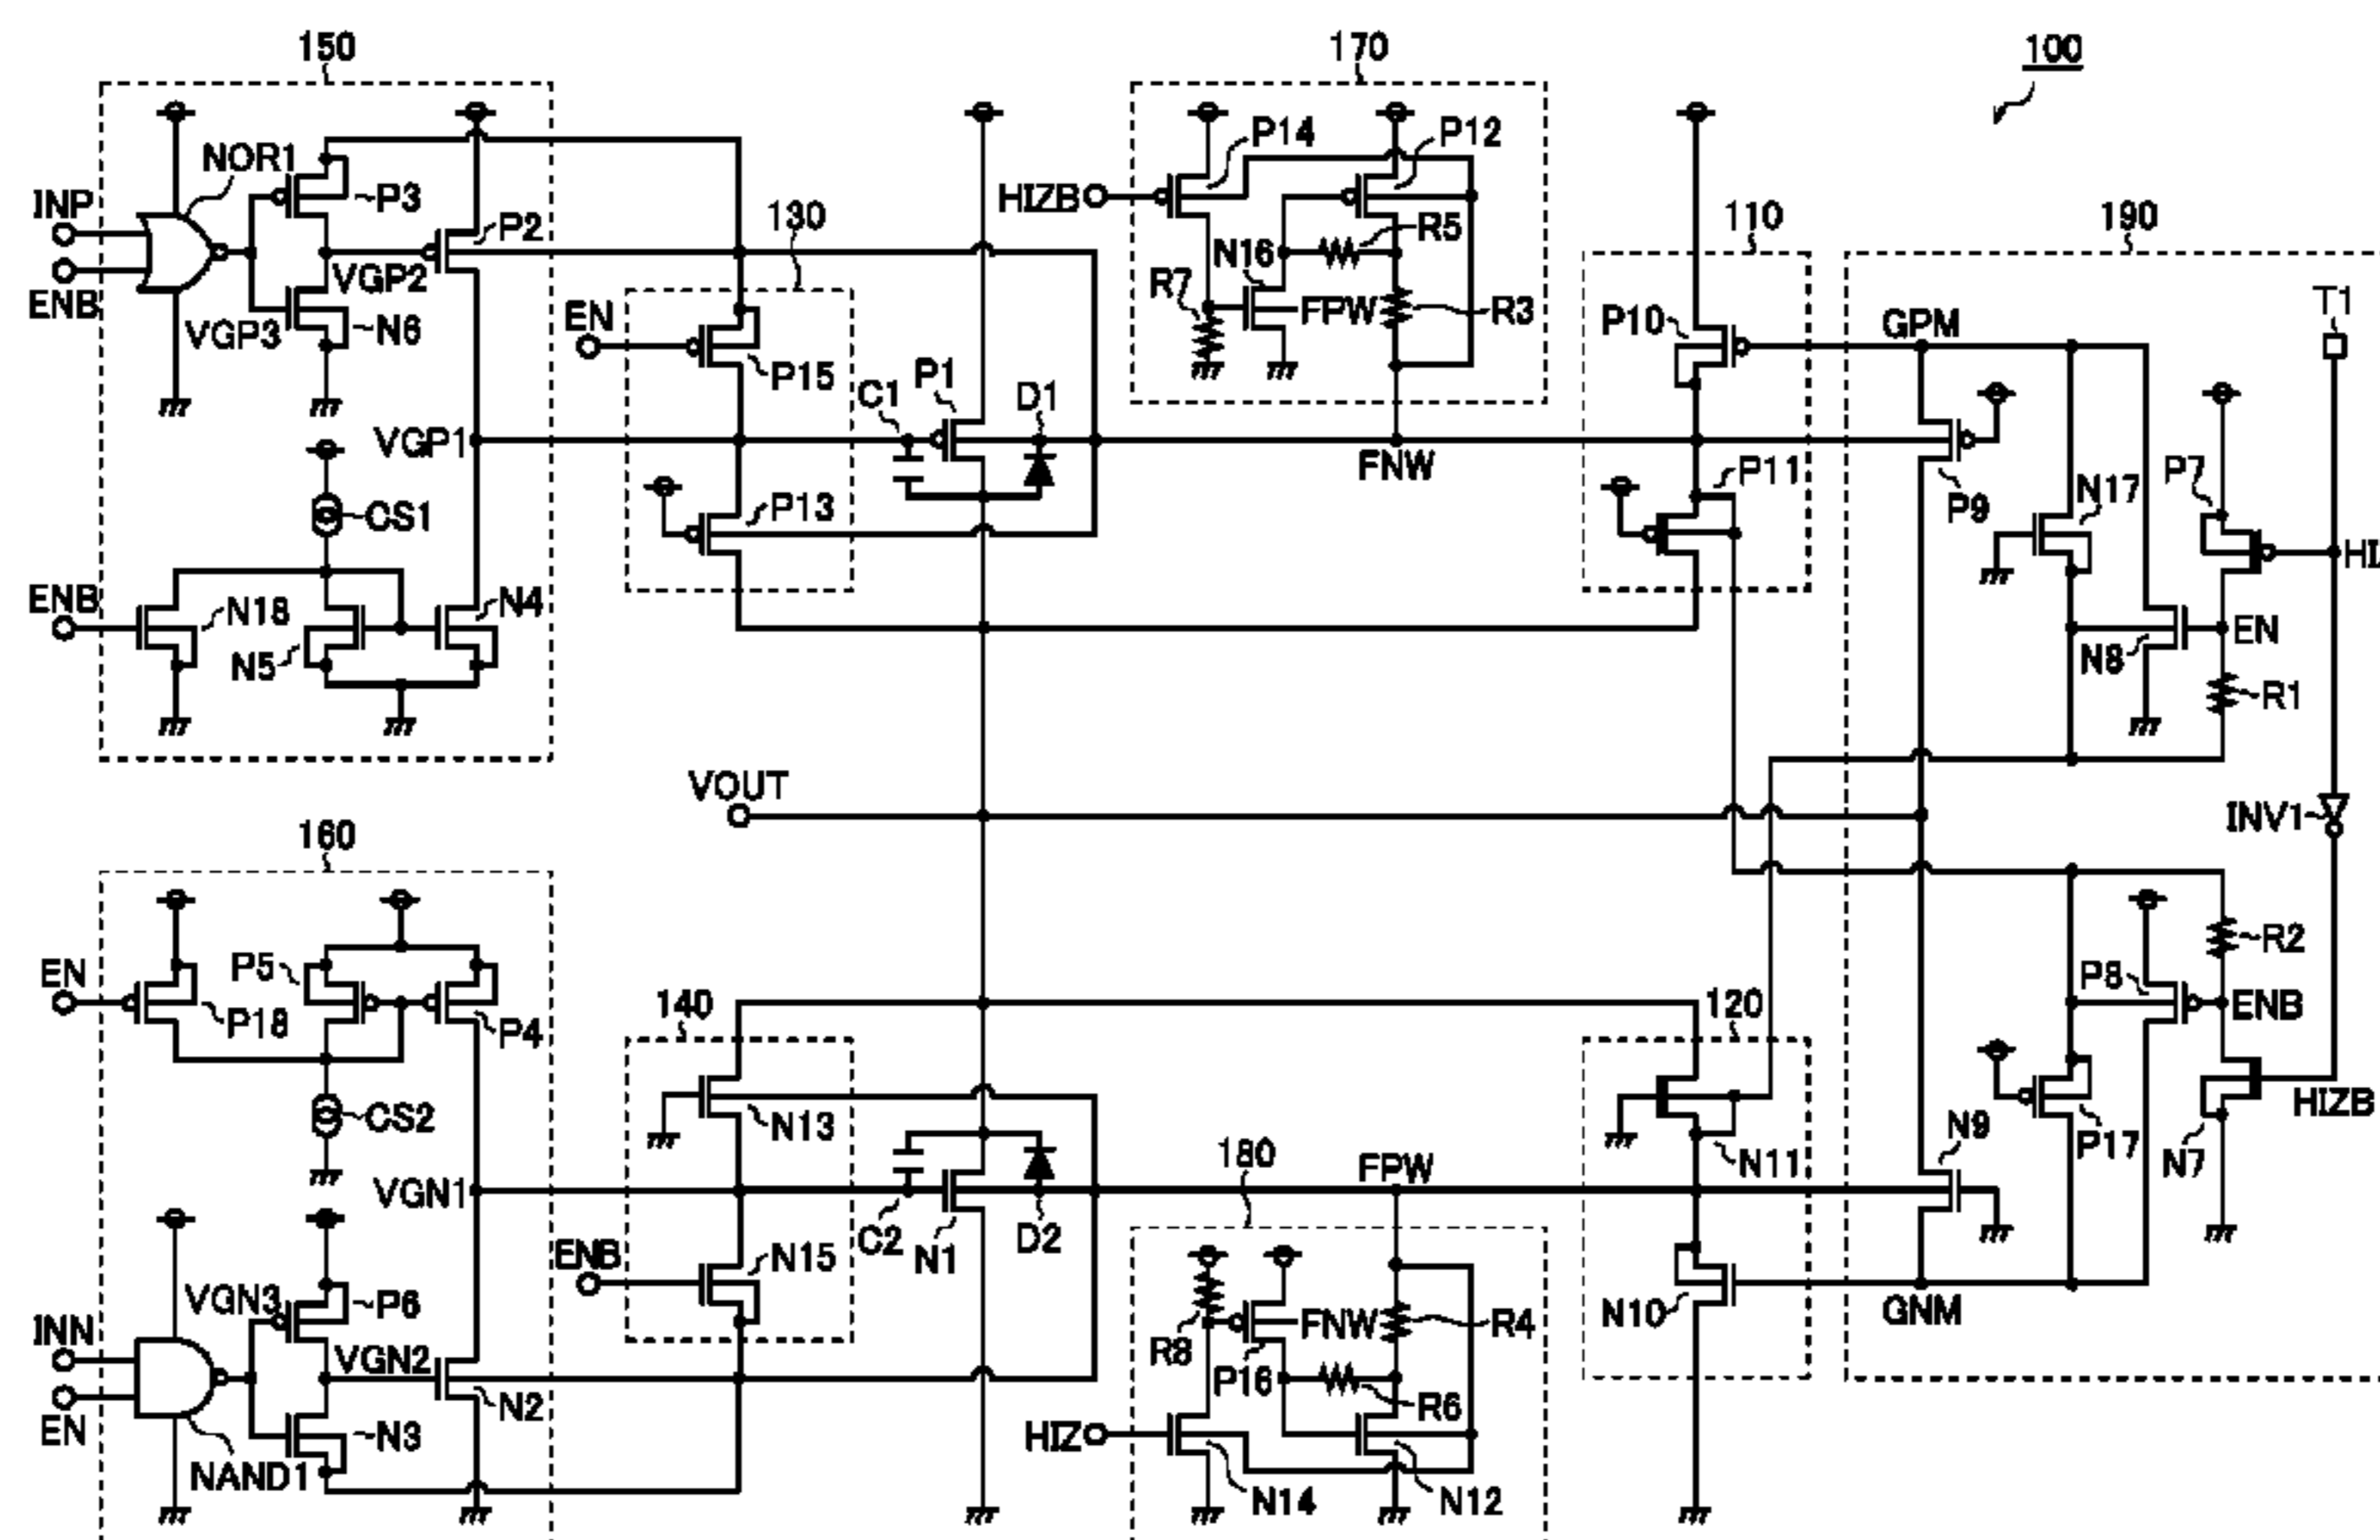 150
170
100
NOR1
P3
P14
P12
INP
HIZB
130
110
190
P2
R5
N16
VGP2
R7
FPW
R3
ENB
EN
P10
GPM
T1
VGP3
N6
P15
P1
C1
D1
VGP1
FNW
P11
P7
N17
CS1
P13
P9
HI
ENB
N18
N4
EN
N5
N8
R1
VOUT
INV1
160
R2
EN
P5
P8
140
120
ENB
P18
P4
HIZB
CS2
N13
N9
180
FPW
P17
N7
N11
VGN1
C2
N1
D2
ENB
N15
VGN3
P6
R8
FNW
R4
N10
GNM
INN
VGN2
P16
N2
R6
EN
N3
HIZ
NAND1
N14
N12